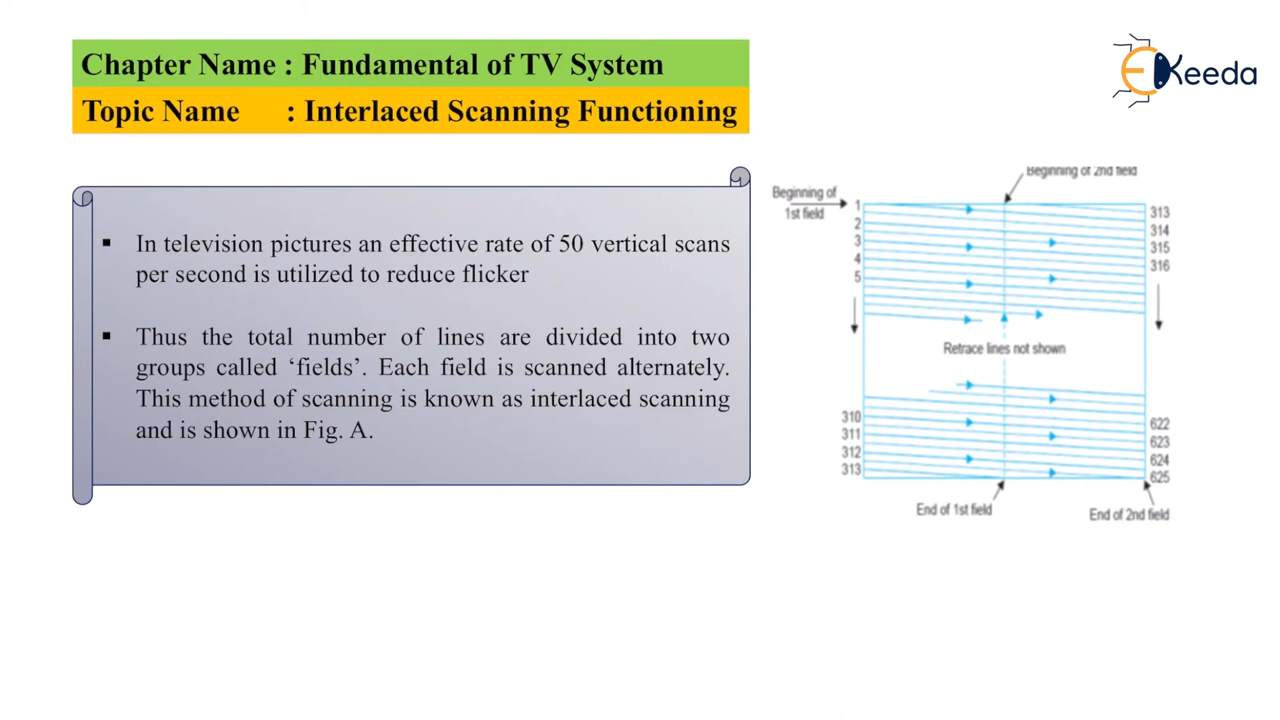 Chapter Name : Fundamental of TV System
Topic Name : Interlaced Scanning Functioning
EKeeda
▪ In television pictures an effective rate of 50 vertical scans
per second is utilized to reduce flicker
▪ Thus the total number of lines are divided into two
groups called ‘fields’. Each field is scanned alternately.
This method of scanning is known as interlaced scanning
and is shown in Fig. A.
Beginning of 2nd field
Beginning of
1st field
1
2
3
4
5
313
314
315
316
Retrace lines not shown
310
311
312
313
622
623
624
625
End of 1st field
End of 2nd field